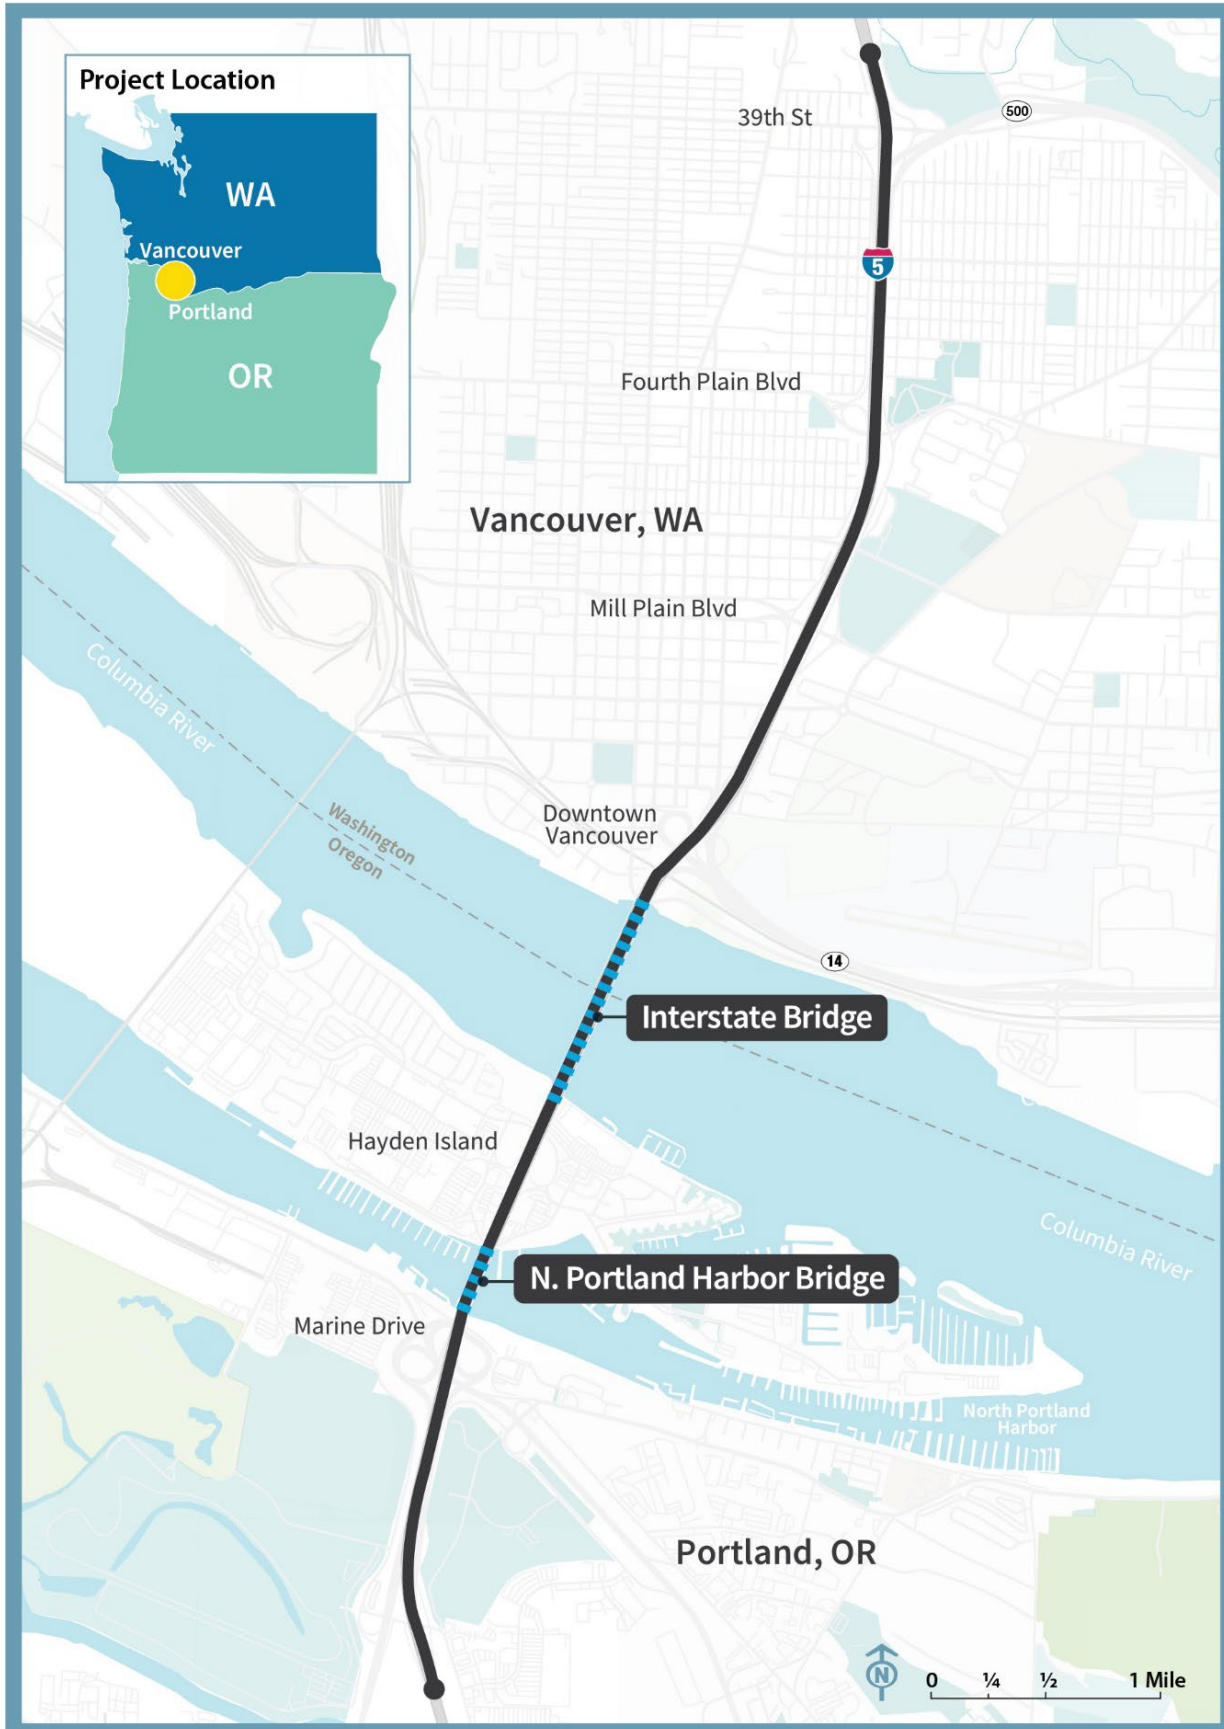 Project Location
WA
Vancouver
Portland
OR
39th St
500
5
Fourth Plain Blvd
Vancouver, WA
Mill Plain Blvd
Columbia River
Washington
Oregon
Downtown
Vancouver
14
Interstate Bridge
Hayden Island
Columbia River
N. Portland Harbor Bridge
Marine Drive
North Portland
Harbor
Portland, OR
N
0 ¼ ½ 1 Mile